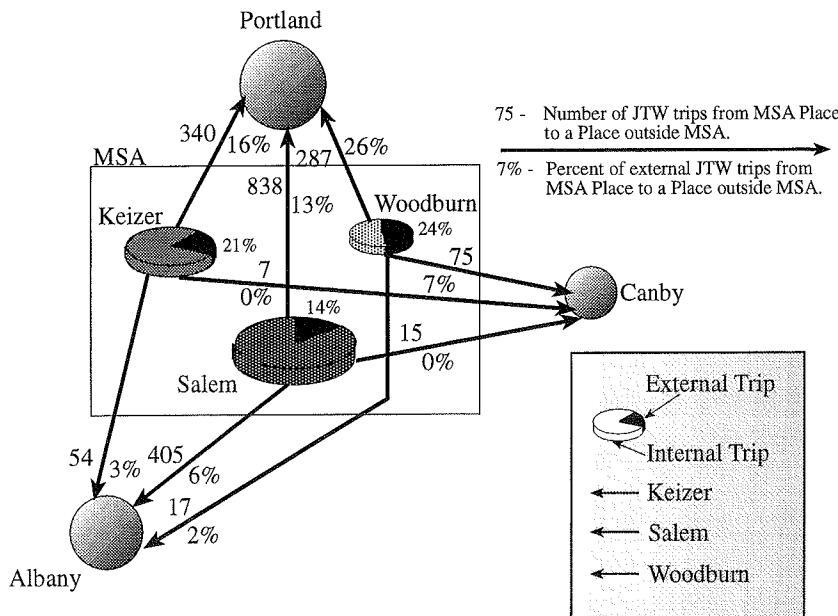 Portland
75 - Number of JTW trips from MSA Place
to a Place outside MSA.
7% - Percent of external JTW trips from
MSA Place to a Place outside MSA.
340
16%
287
26%
MSA
838
13%
Keizer
Woodburn
21%
24%
7
0%
75
7%
Canby
14%
15
0%
Salem
External Trip
Internal Trip
Keizer
Salem
Woodburn
54
3%
405
6%
17
2%
Albany